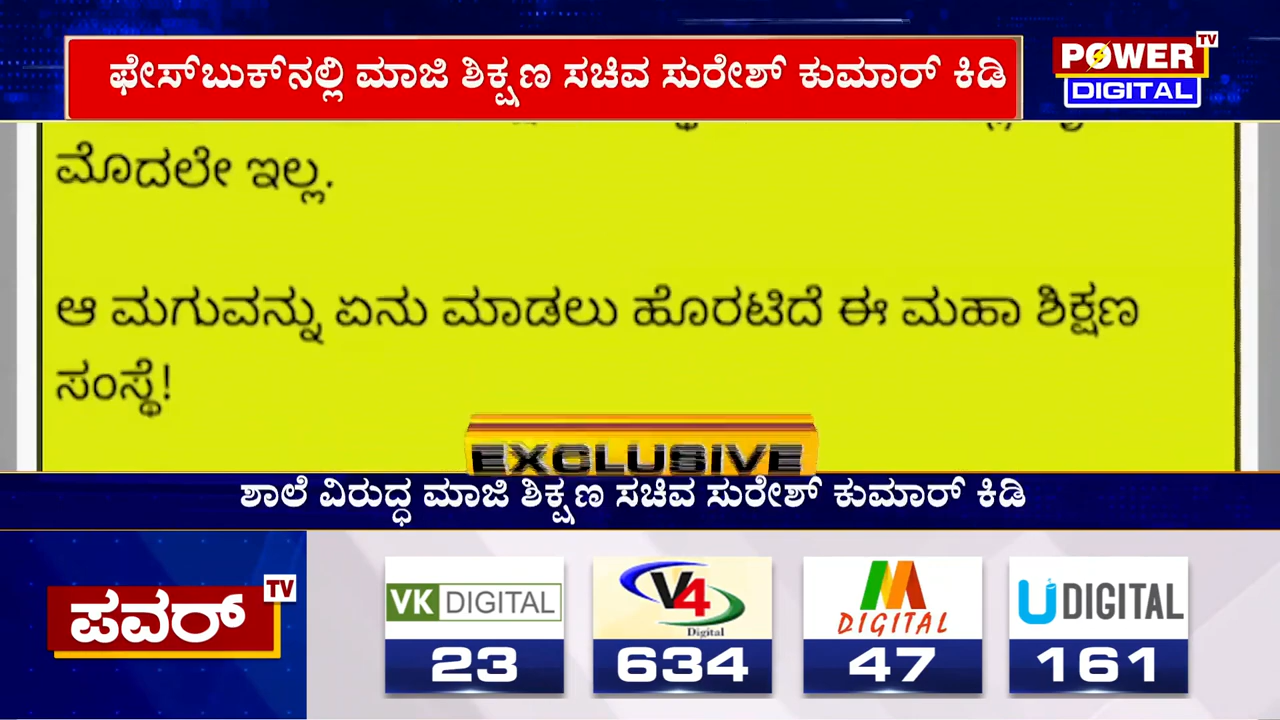 ಫೇಸ್‌ಬುಕ್‌ನಲ್ಲಿ ಮಾಜಿ ಶಿಕ್ಷಣ ಸಚಿವ ಸುರೇಶ್ ಕುಮಾರ್ ಕಿಡಿ
POWER TV
DIGITAL
ಮೊದಲೇ ಇಲ್ಲ.
ಆ ಮಗುವನ್ನು ಏನು ಮಾಡಲು ಹೊರಟಿದೆ ಈ ಮಹಾ ಶಿಕ್ಷಣ
ಸಂಸ್ಥೆ!
EXCLUSIVE
ಶಾಲೆ ವಿರುದ್ಧ ಮಾಜಿ ಶಿಕ್ಷಣ ಸಚಿವ ಸುರೇಶ್ ಕುಮಾರ್ ಕಿಡಿ
ಪವರ್ TV
VK DIGITAL
23
V4
Digital
634
M
DIGITAL
47
U DIGITAL
161